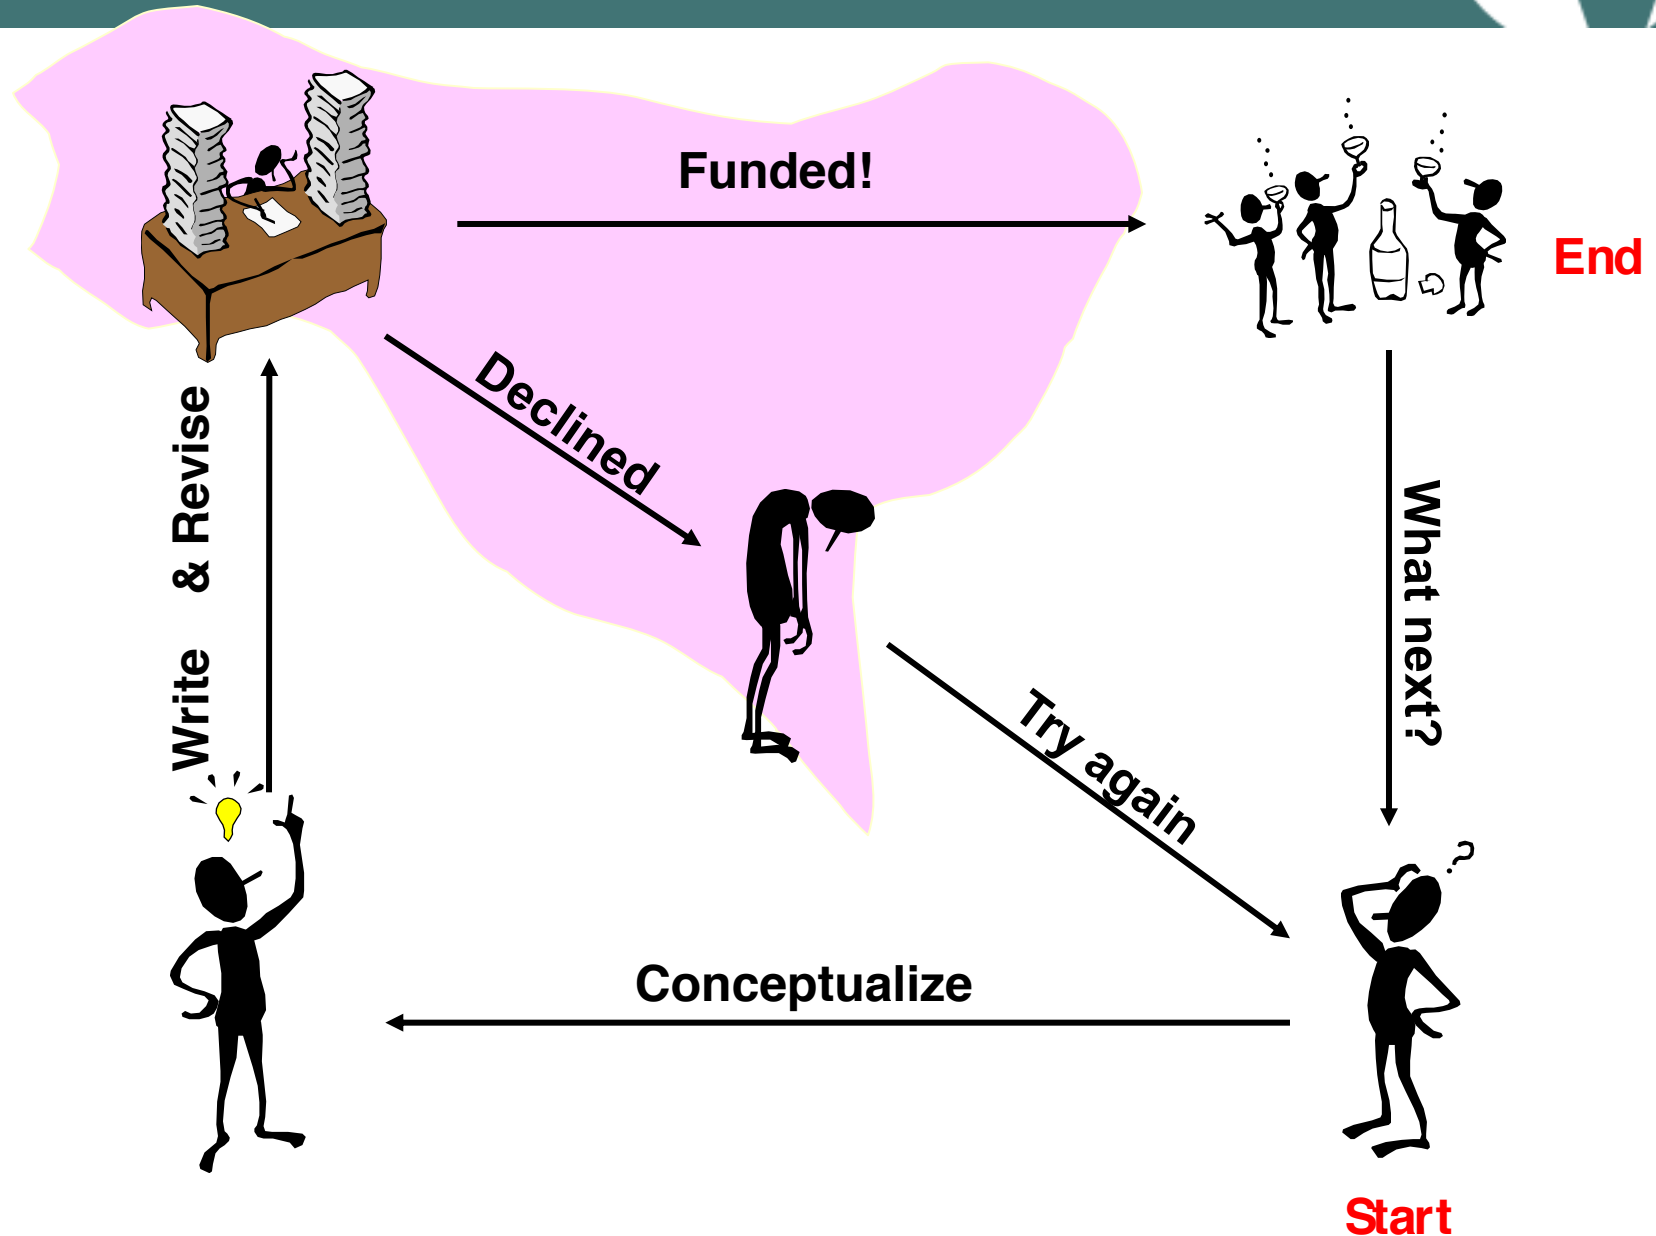 Funded!
End
Declined
Write & Revise
What next?
Try again
?
Conceptualize
Start